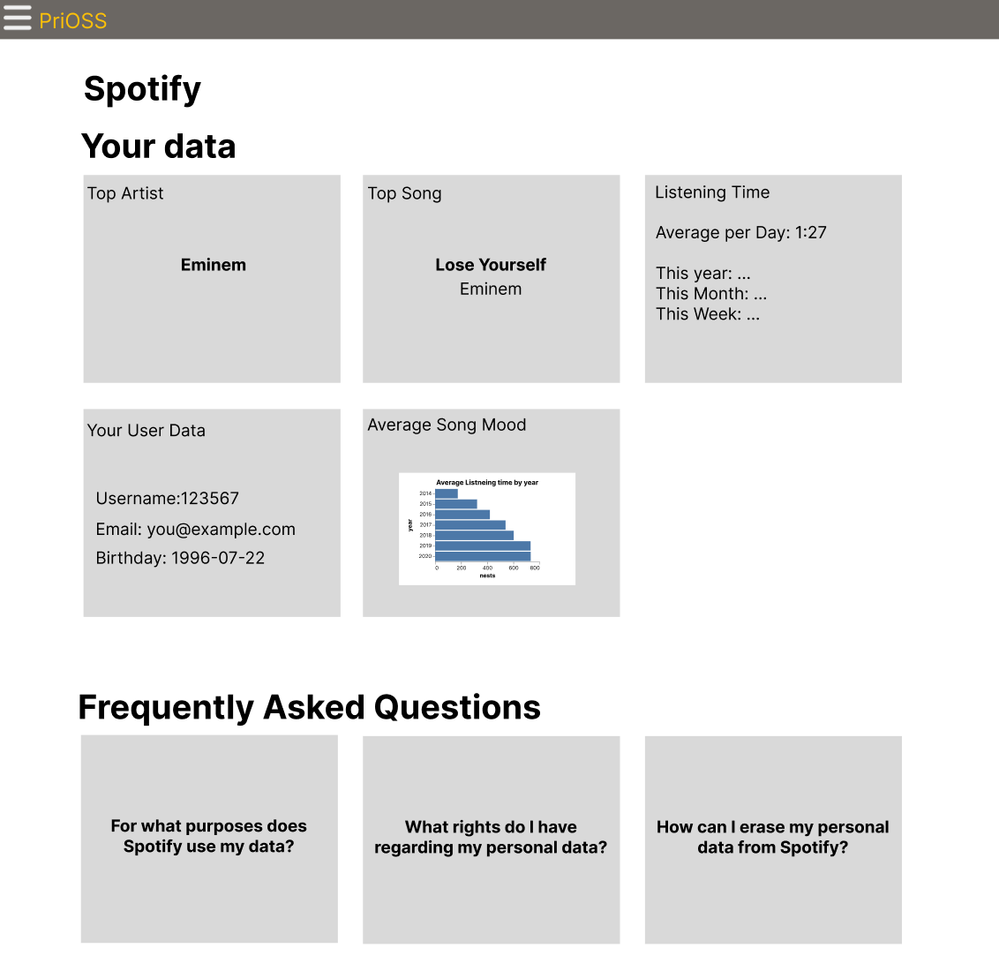 PriOSS
Spotify
Your data
Top Artist
Eminem
Top Song
Lose Yourself
Eminem
Listening Time
Average per Day: 1:27
This year: ...
This Month: ...
This Week: ...
Your User Data
Username:123567
Email: you@example.com
Birthday: 1996-07-22
Average Song Mood
Average Listneing time by year
year
2014
2015
2016
2017
2018
2019
2020
0 200 400 600 800
nests
Frequently Asked Questions
For what purposes does
Spotify use my data?
What rights do I have
regarding my personal data?
How can I erase my personal
data from Spotify?